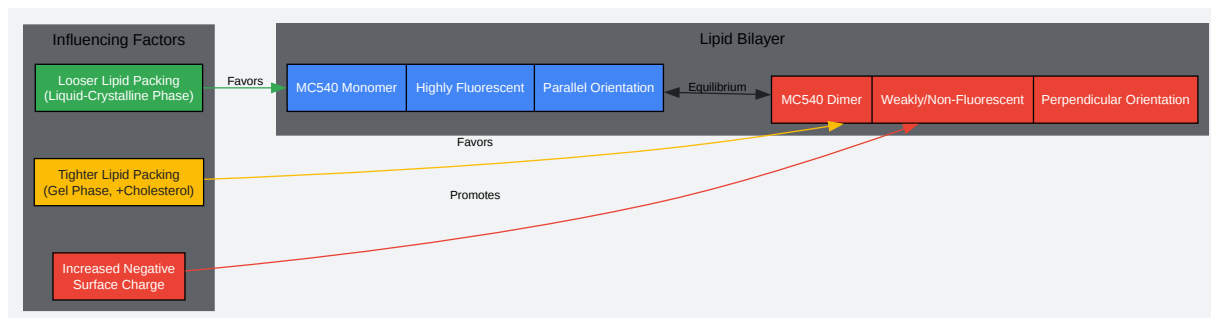 Influencing Factors
Looser Lipid Packing
(Liquid-Crystalline Phase)
Tighter Lipid Packing
(Gel Phase, +Cholesterol)
Increased Negative
Surface Charge
Favors
Favors
Promotes
Lipid Bilayer
MC540 Monomer
Highly Fluorescent
Parallel Orientation
Equilibrium
MC540 Dimer
Weakly/Non-Fluorescent
Perpendicular Orientation